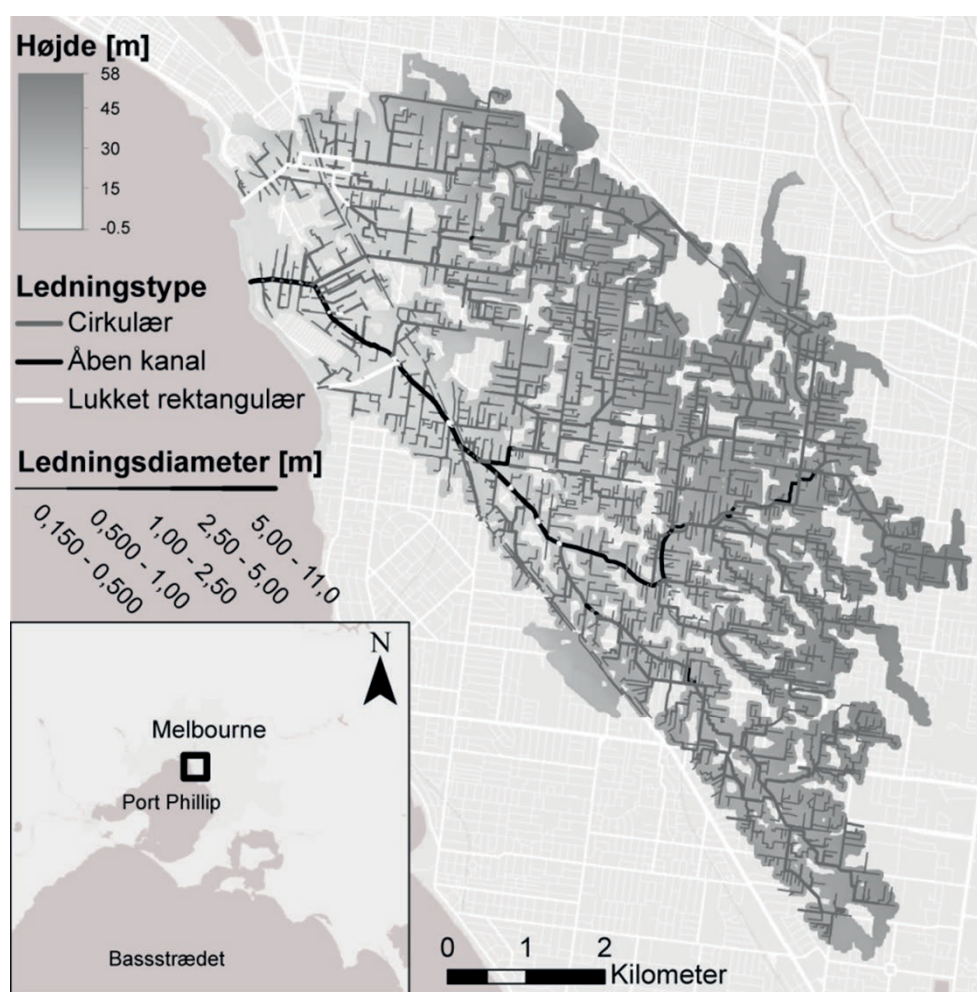 Højde [m]
58
45
30
15
-0.5
Ledningstype
Cirkulær
Åben kanal
Lukket rektangulær
Ledningsdiameter [m]
0,150 - 0,500
0,500 - 1,00
1,00 - 2,50
2,50 - 5,00
5,00 - 11,0
N
Melbourne
Port Phillip
Bassstrædet
0 1 2
Kilometer